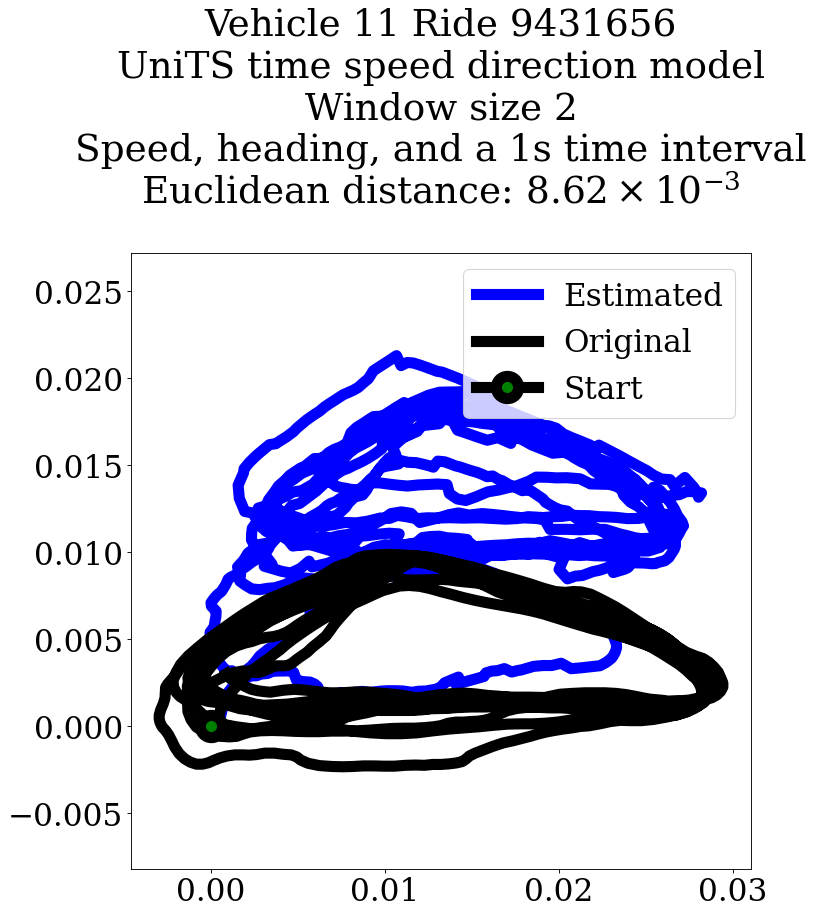 Vehicle 11 Ride 9431656
UniTS time speed direction model
Window size 2
Speed, heading, and a 1s time interval
Euclidean distance: 8.62 × 10⁻³
Estimated
Original
Start
0.025
0.020
0.015
0.010
0.005
0.000
−0.005
0.00 0.01 0.02 0.03